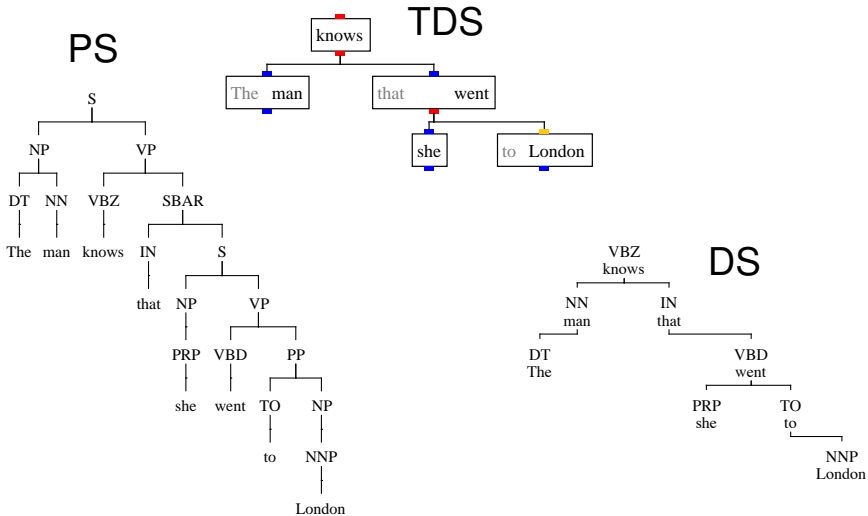 PS
S
NP VP
DT NN VBZ SBAR
The man knows IN S
that NP VP
PRP VBD PP
she went TO NP
to NNP
London
TDS
knows
The man that went
she to London
DS
VBZ
knows
NN IN
man that
DT VBD
The went
PRP TO
she to
NNP
London